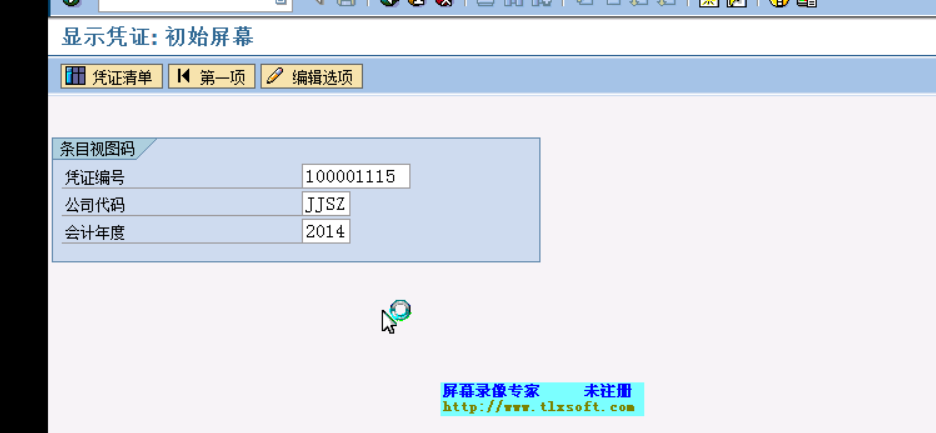 显示凭证: 初始屏幕
凭证清单 第一项 编辑选项
条目视图码
凭证编号 100001115
公司代码 JJSZ
会计年度 2014
屏幕录像专家 未注册
http://www.tlxsoft.com